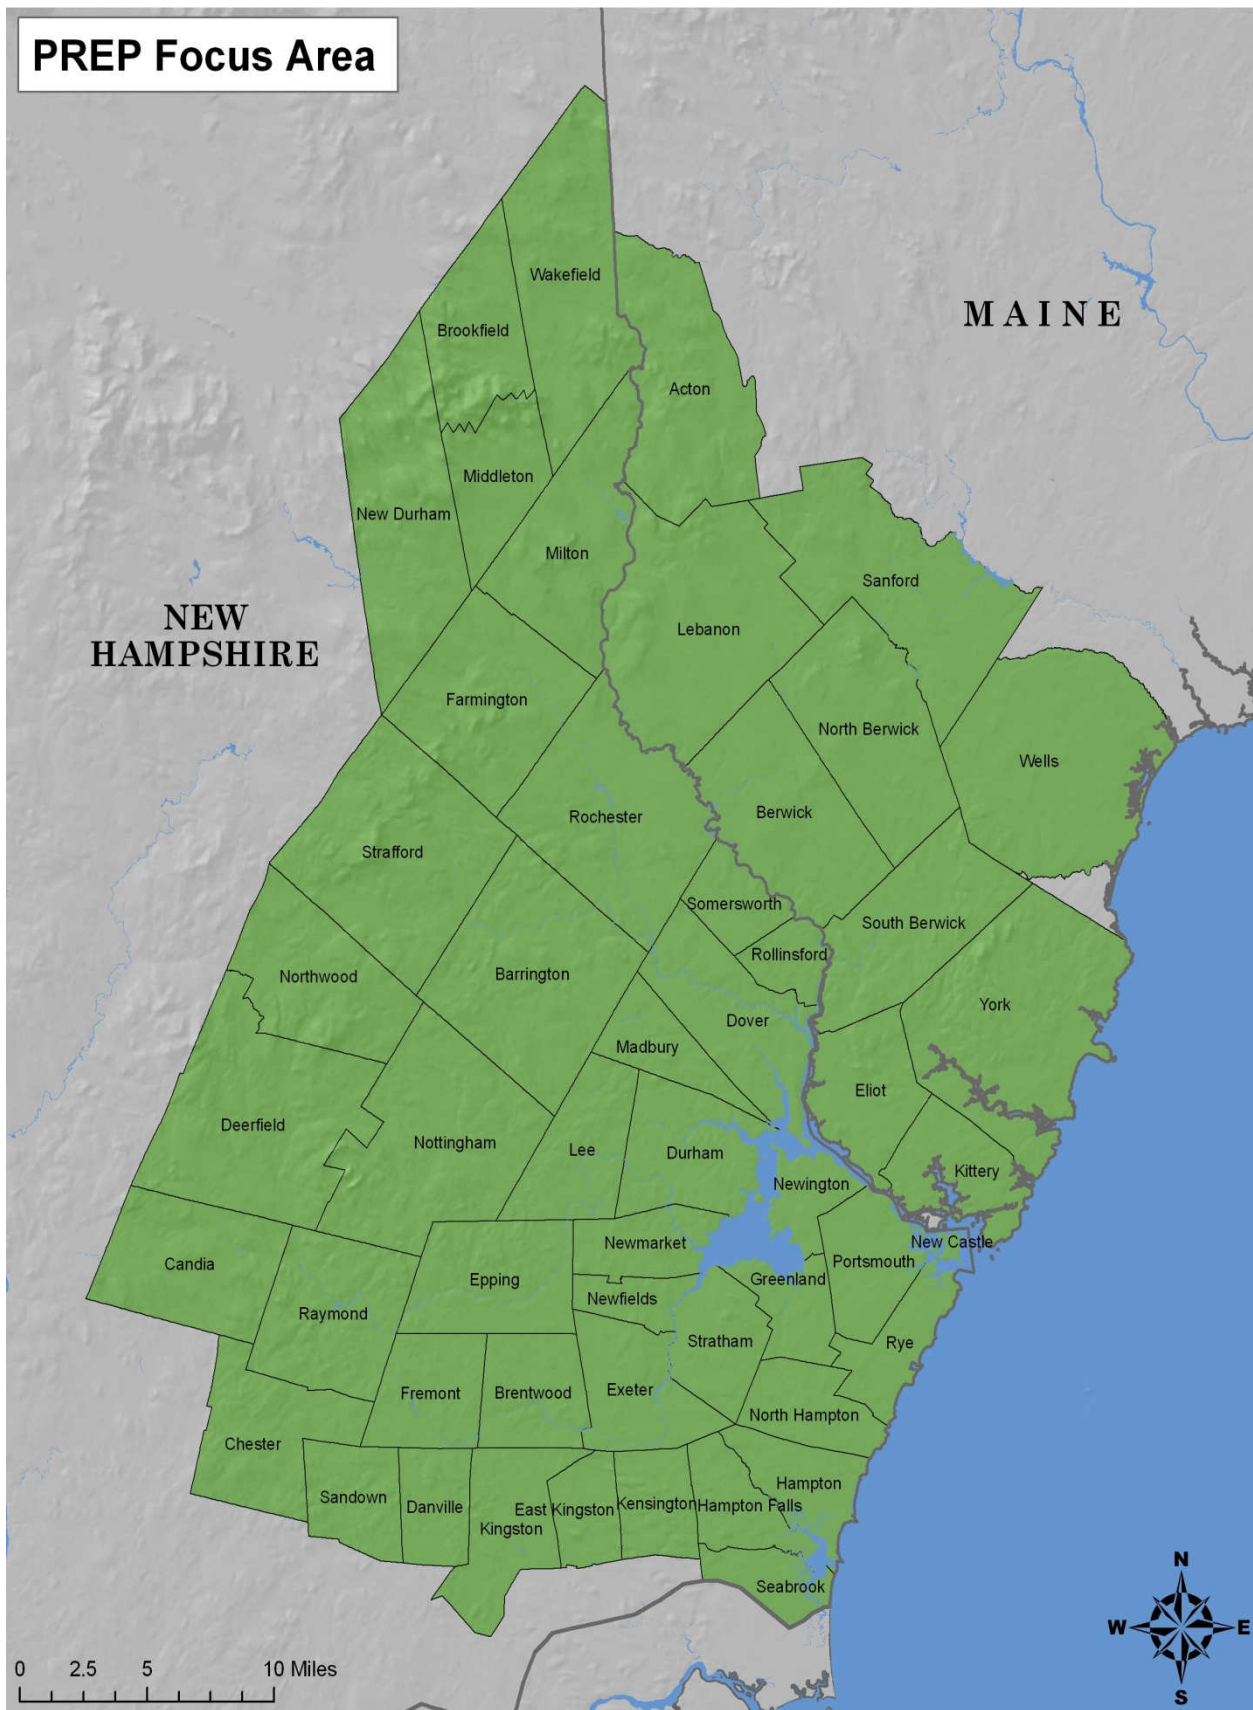 PREP Focus Area
Wakefield
MAINE
Brookfield
Acton
Middleton
New Durham
Milton
Sanford
NEW
HAMPSHIRE
Lebanon
Farmington
North Berwick
Wells
Rochester
Berwick
Strafford
Somersworth
South Berwick
Rollinsford
Northwood
Barrington
York
Dover
Madbury
Eliot
Deerfield
Nottingham
Lee
Durham
Kittery
Newington
Newmarket
New Castle
Candia
Epping
Greenland
Portsmouth
Newfields
Raymond
Stratham
Rye
Fremont
Brentwood
Exeter
North Hampton
Chester
Hampton
Sandown
Danville
East Kingston
Kensington
Hampton Falls
Kingston
Seabrook
N
W
E
S
0 2.5 5 10 Miles